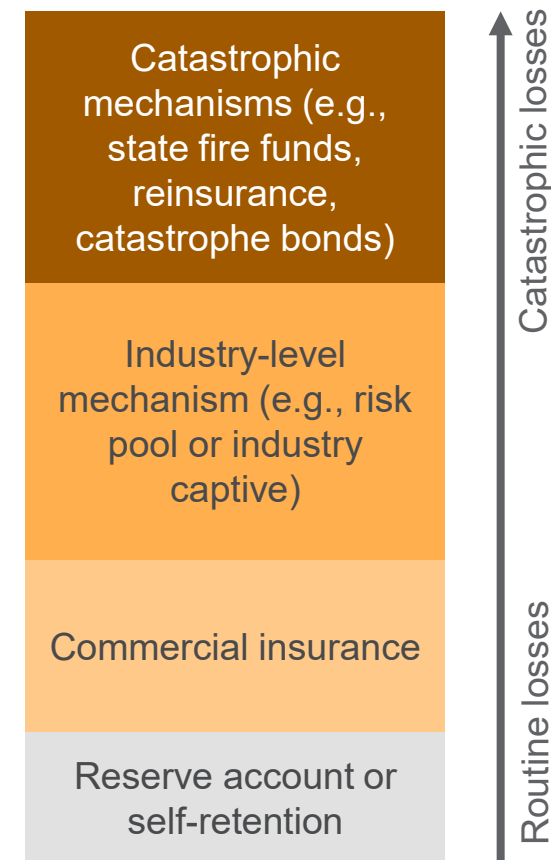 Catastrophic
mechanisms (e.g.,
state fire funds,
reinsurance,
catastrophe bonds)
Industry-level
mechanism (e.g., risk
pool or industry
captive)
Commercial insurance
Reserve account or
self-retention
Catastrophic losses
Routine losses